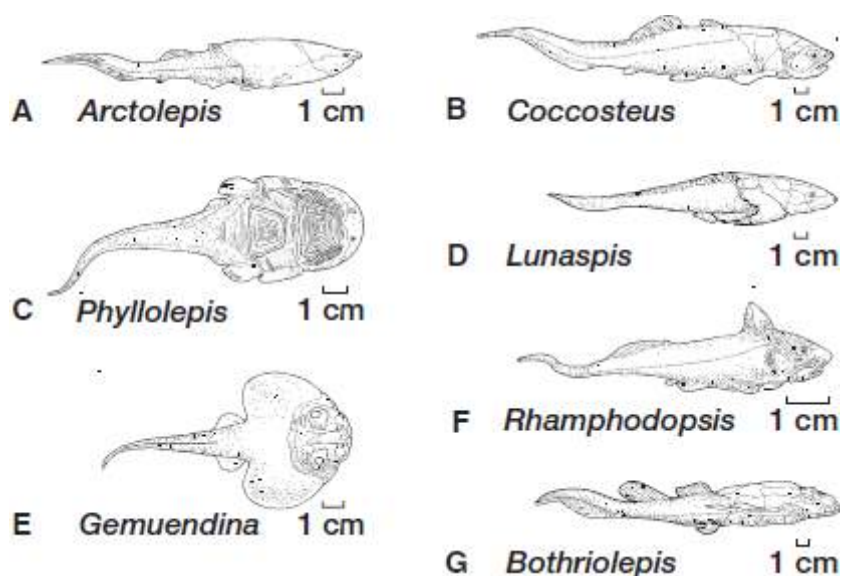 A Arctolepis 1 cm
B Coccosteus 1 cm
C Phyllolepis 1 cm
D Lunaspis 1 cm
E Gemuendina 1 cm
F Rhamphodopsis 1 cm
G Bothriolepis 1 cm